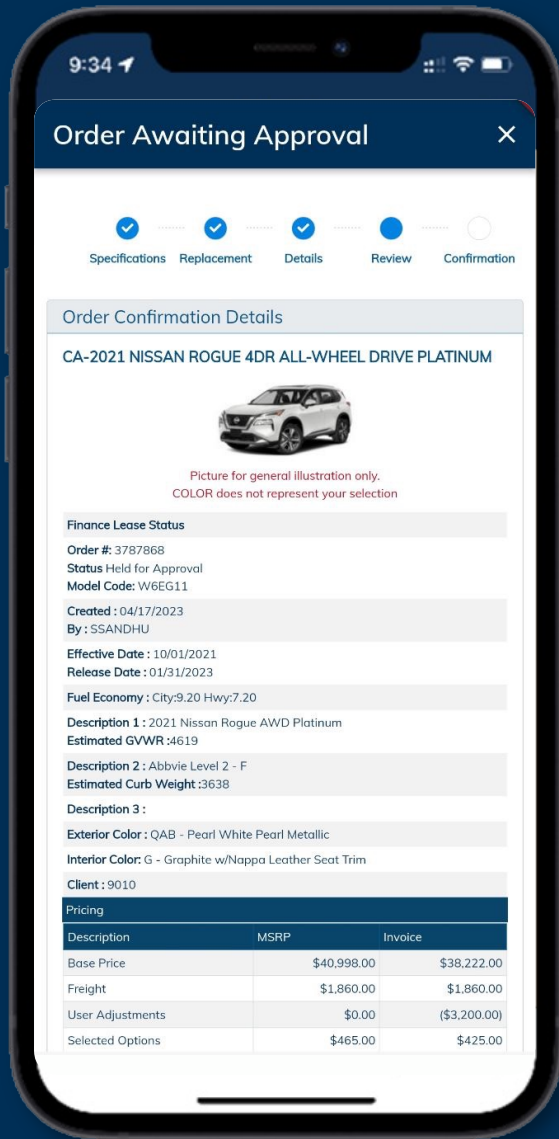 9:34
Order Awaiting Approval
Specifications Replacement Details Review Confirmation
Order Confirmation Details
CA-2021 NISSAN ROGUE 4DR ALL-WHEEL DRIVE PLATINUM
Picture for general illustration only.
COLOR does not represent your selection
Finance Lease Status
Order #: 3787868
Status Held for Approval
Model Code: W6EG11
Created : 04/17/2023
By : SSANDHU
Effective Date : 10/01/2021
Release Date : 01/31/2023
Fuel Economy : City:9.20 Hwy:7.20
Description 1 : 2021 Nissan Rogue AWD Platinum
Estimated GVWR :4619
Description 2 : Abbvie Level 2 - F
Estimated Curb Weight :3638
Description 3 :
Exterior Color : QAB - Pearl White Pearl Metallic
Interior Color: G - Graphite w/Nappa Leather Seat Trim
Client : 9010
Pricing
Description MSRP Invoice
Base Price $40,998.00 $38,222.00
Freight $1,860.00 $1,860.00
User Adjustments $0.00 ($3,200.00)
Selected Options $465.00 $425.00